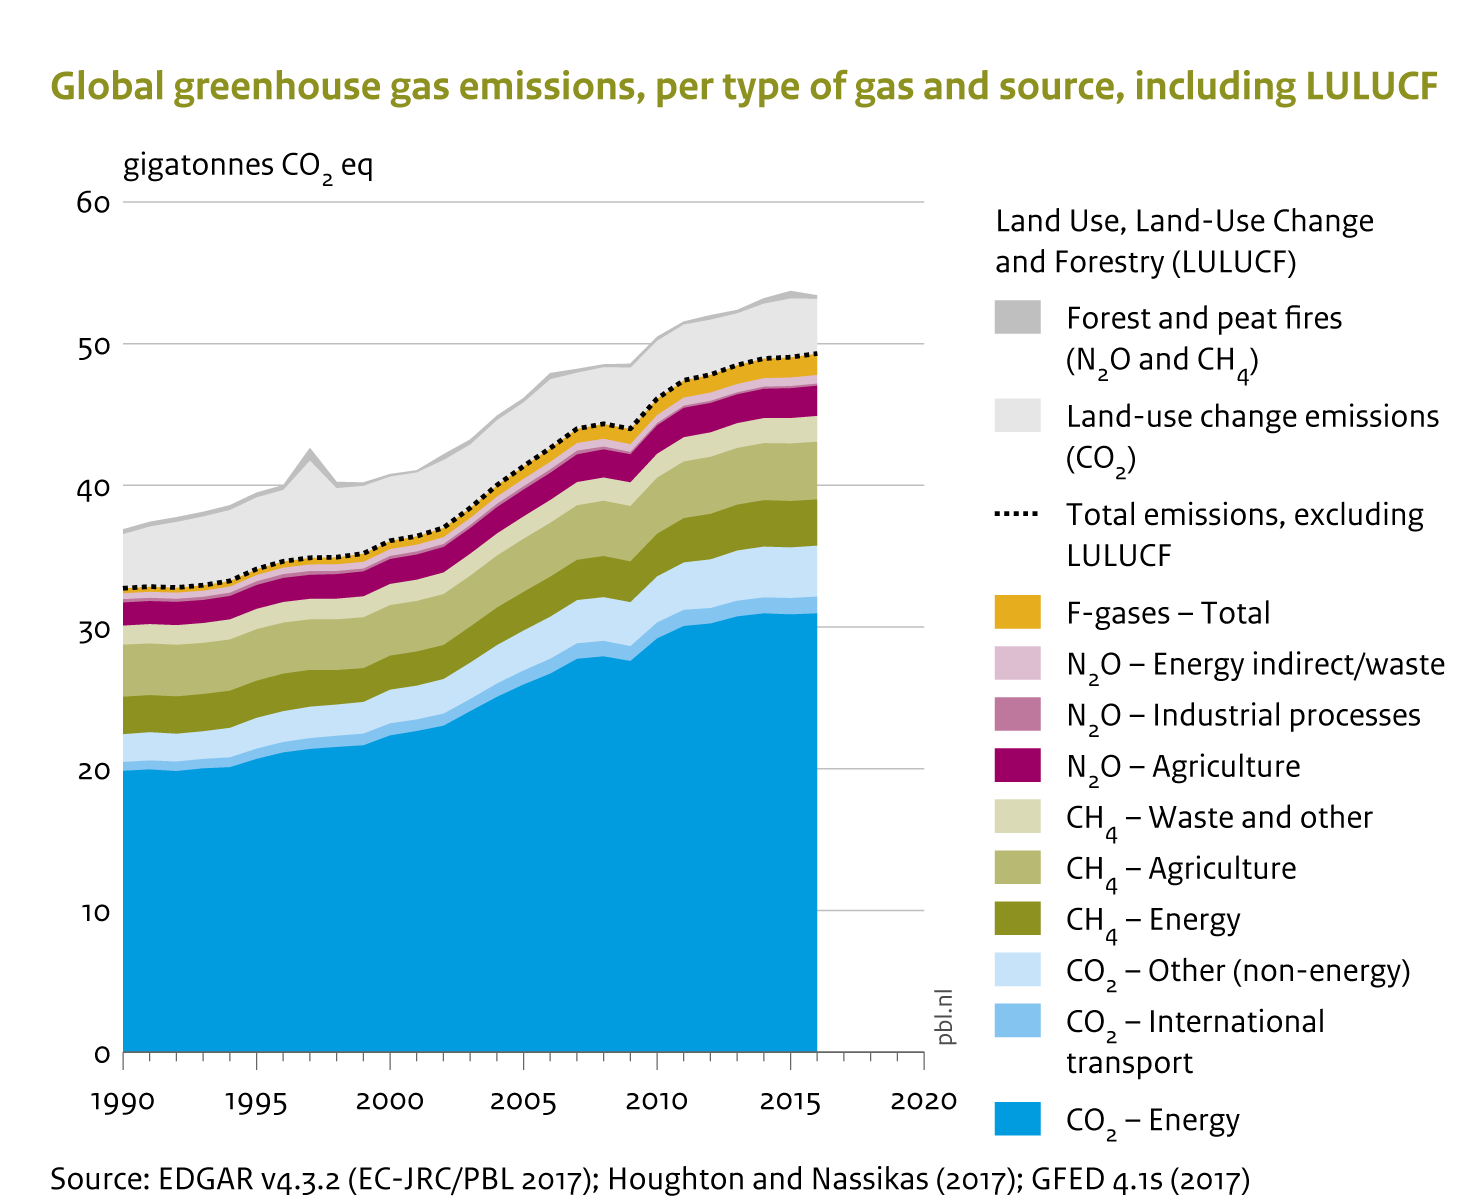 Global greenhouse gas emissions, per type of gas and source, including LULUCF
gigatonnes CO₂ eq
60
50
40
30
20
10
0
1990 1995 2000 2005 2010 2015 2020
pbl.nl
Land Use, Land-Use Change
and Forestry (LULUCF)
Forest and peat fires
(N₂O and CH₄)
Land-use change emissions
(CO₂)
Total emissions, excluding
LULUCF
F-gases – Total
N₂O – Energy indirect/waste
N₂O – Industrial processes
N₂O – Agriculture
CH₄ – Waste and other
CH₄ – Agriculture
CH₄ – Energy
CO₂ – Other (non-energy)
CO₂ – International
transport
CO₂ – Energy
Source: EDGAR v4.3.2 (EC-JRC/PBL 2017); Houghton and Nassikas (2017); GFED 4.1s (2017)